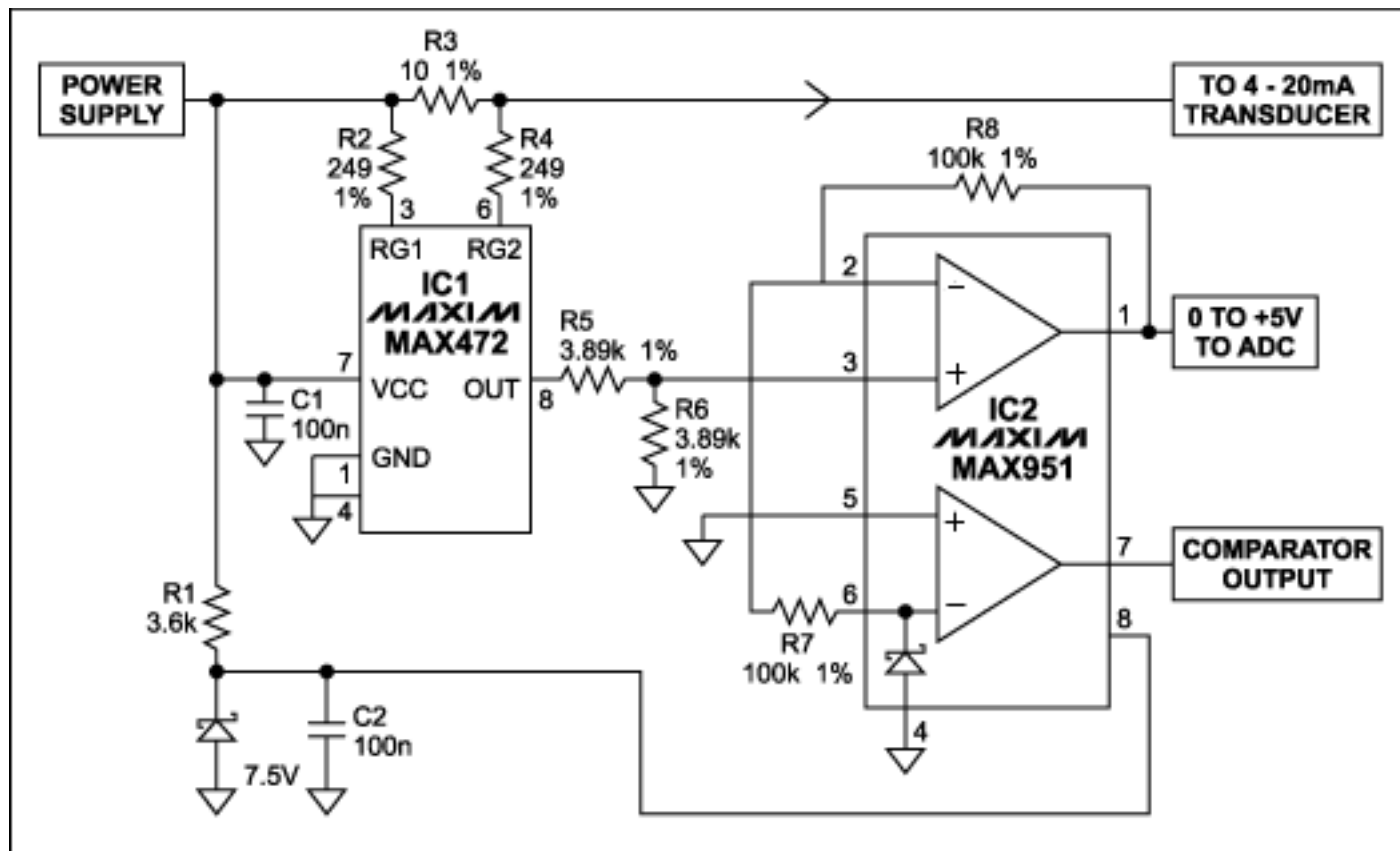 R3
10 1%
POWER
SUPPLY
TO 4 - 20mA
TRANSDUCER
R2
249
1%
R4
249
1%
R8
100k 1%
3
6
RG1
RG2
IC1
MAXIM
MAX472
2
-
1
0 TO +5V
TO ADC
R5
3.89k 1%
7
VCC
OUT
8
3
+
C1
100n
R6
3.89k
1%
IC2
MAXIM
MAX951
GND
1
4
5
+
7
COMPARATOR
OUTPUT
R1
3.6k
6
-
8
R7
100k 1%
C2
100n
4
7.5V